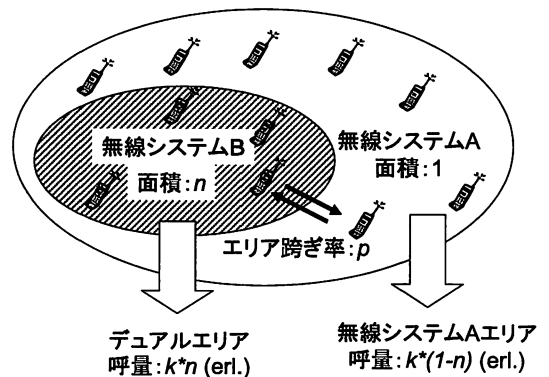 無線システムB
面積:n
無線システムA
面積:1
エリア跨ぎ率:p
デュアルエリア
呼量:k*n (erl.)
無線システムAエリア
呼量:k*(1-n) (erl.)